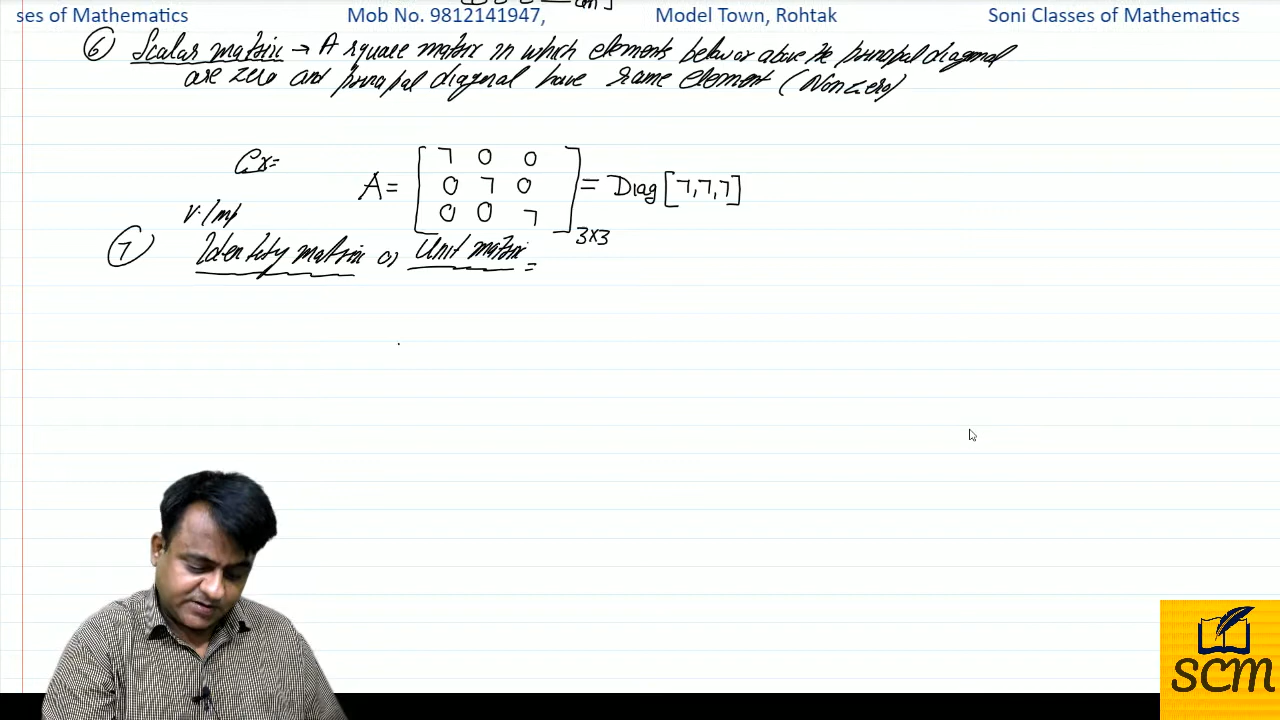 ses of Mathematics Mob No. 9812141947, Model Town, Rohtak Soni Classes of Mathematics
6 Scalar matrix → A square matrix in which elements below or above the principal diagonal
are zero and principal diagonal have same element (Non zero)
Ex=
A = [ 7 0 0
0 7 0
0 0 7 ] 3x3 = Diag [7,7,7]
V. Imp
7 Identity matrix or Unit matrix =
SCM